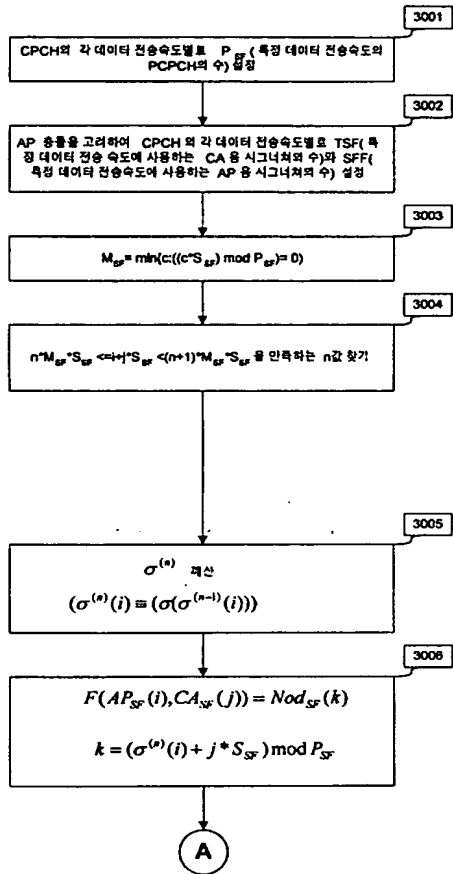 3001
CPCH의 각 데이터 전송속도별로 P_SF ( 특정 데이터 전송속도의
PCPCH의 수) 설정
3002
AP 충돌을 고려하여 CPCH 의 각 데이터 전송속도별로 TSF( 특
정 데이터 전송 속도에 사용하는 CA 용 시그너쳐의 수)와 SFF(
특정 데이터 전송속도에 사용하는 AP 용 시그너쳐의 수) 설정
3003
M_SF= min{c:((c*S_SF) mod P_SF)= 0}
3004
n*M_SF*S_SF <=i+j*S_SF <(n+1)*M_SF*S_SF 을 만족하는 n값 찾기
3005
σ^(n) 계산
(σ^(n)(i) ≡ (σ(σ^(n-1)(i)))
3006
F(AP_SF(i),CA_SF(j)) = Nod_SF(k)
k = (σ^(n)(i) + j * S_SF) mod P_SF
A